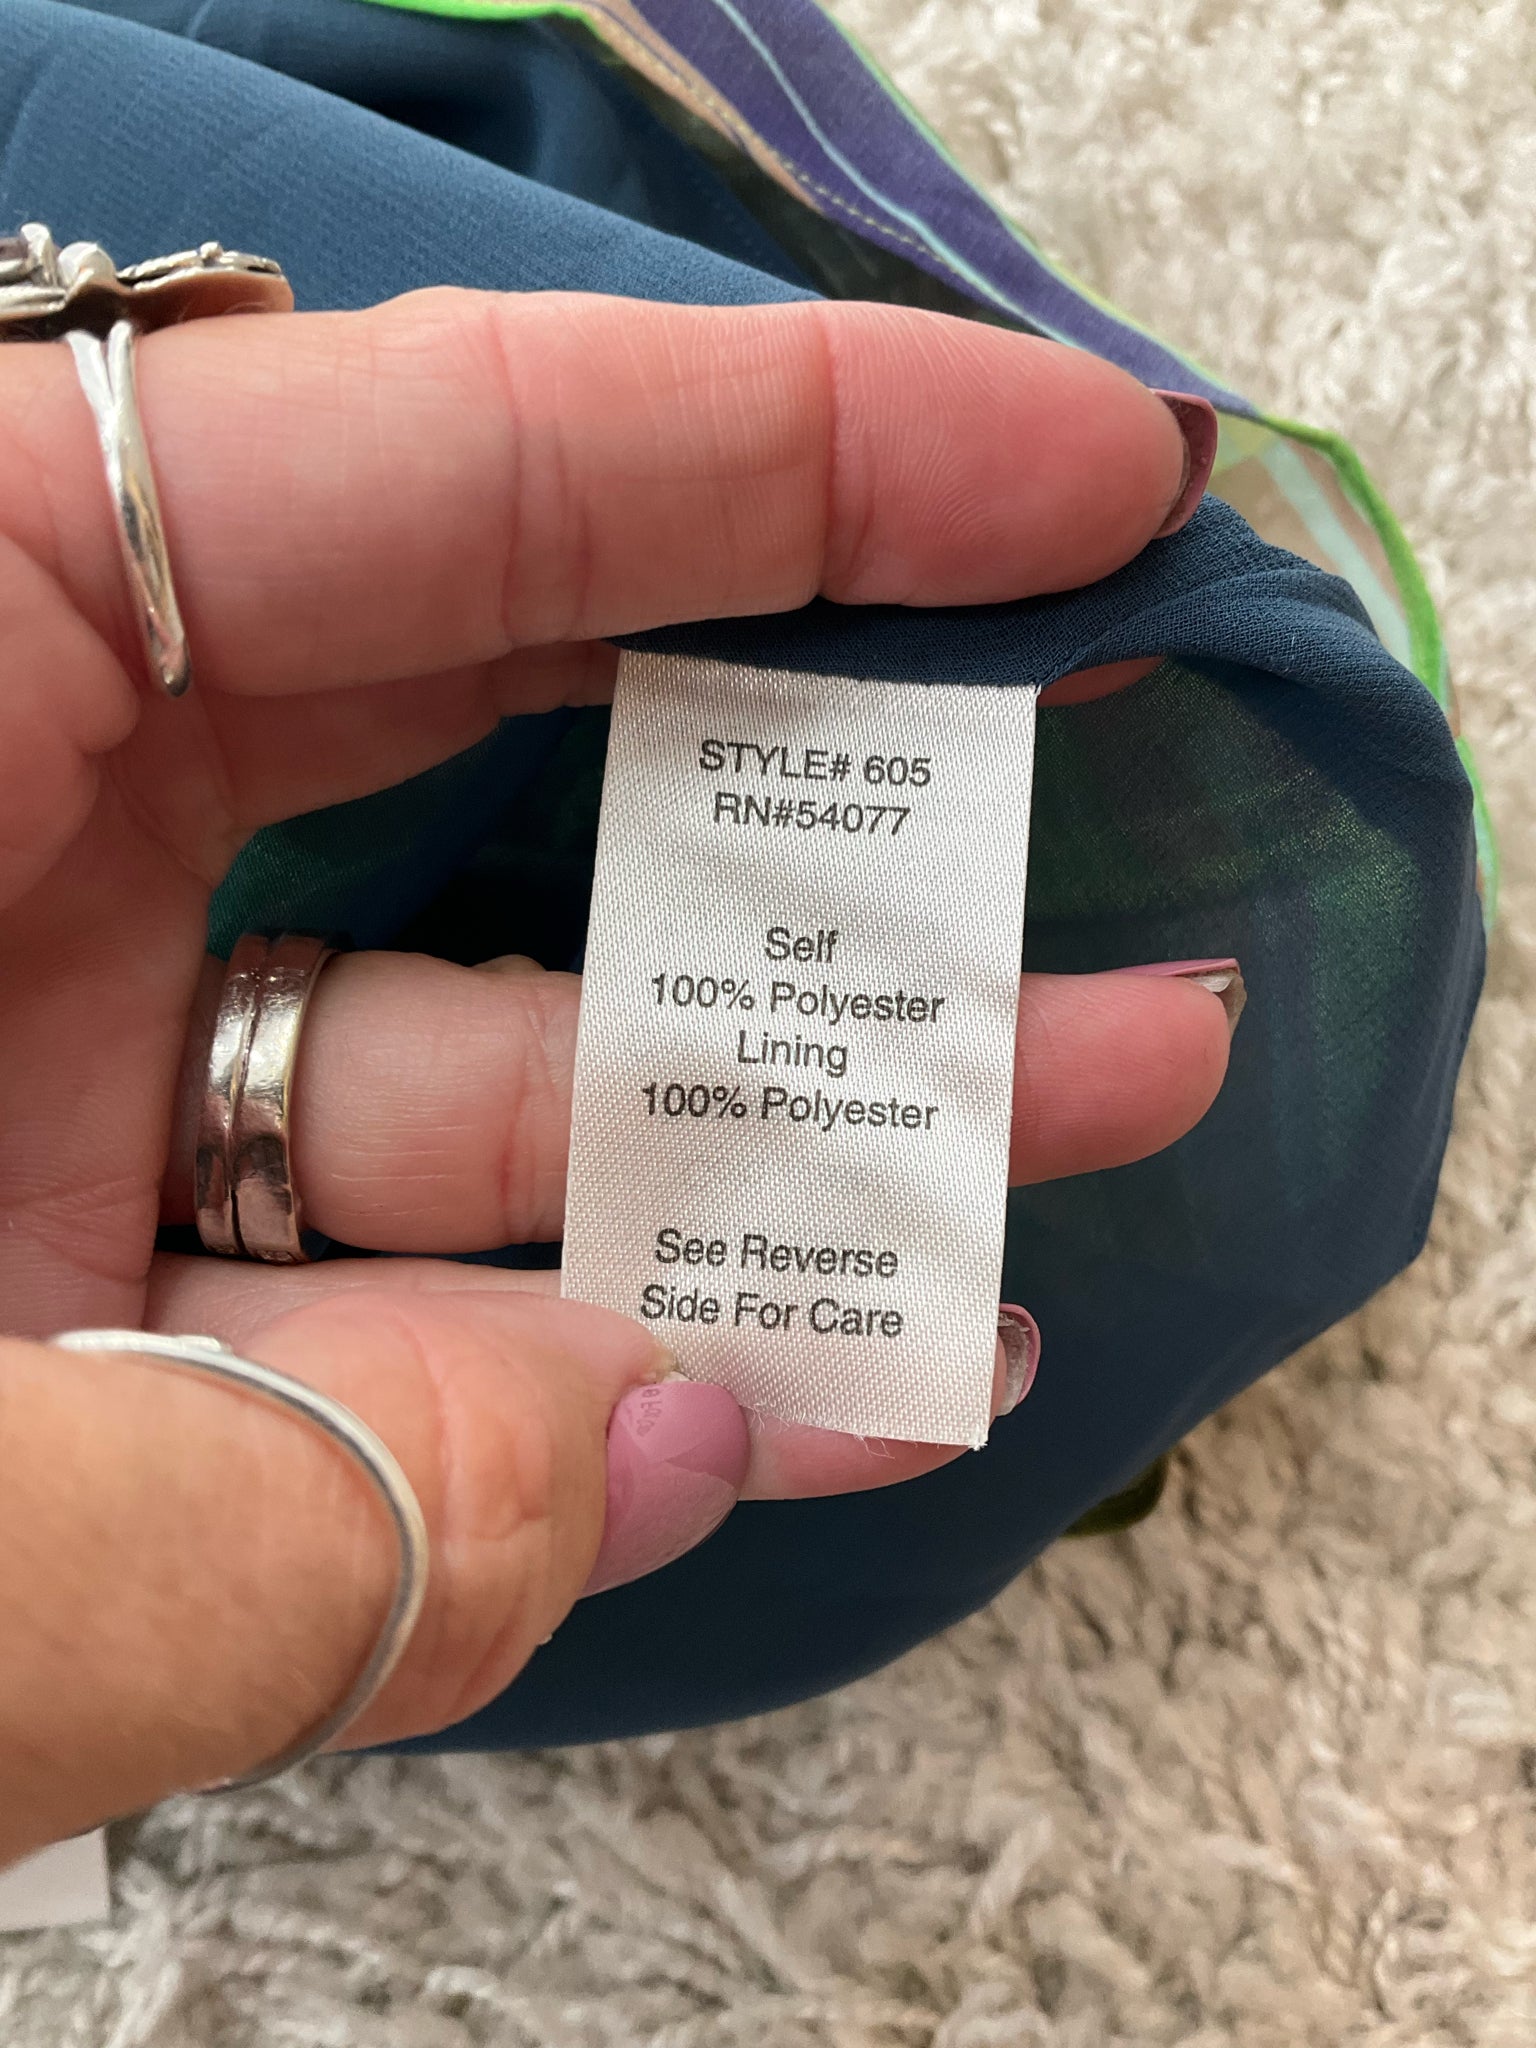 STYLE# 605
RN#54077
Self
100% Polyester
Lining
100% Polyester
See Reverse
Side For Care